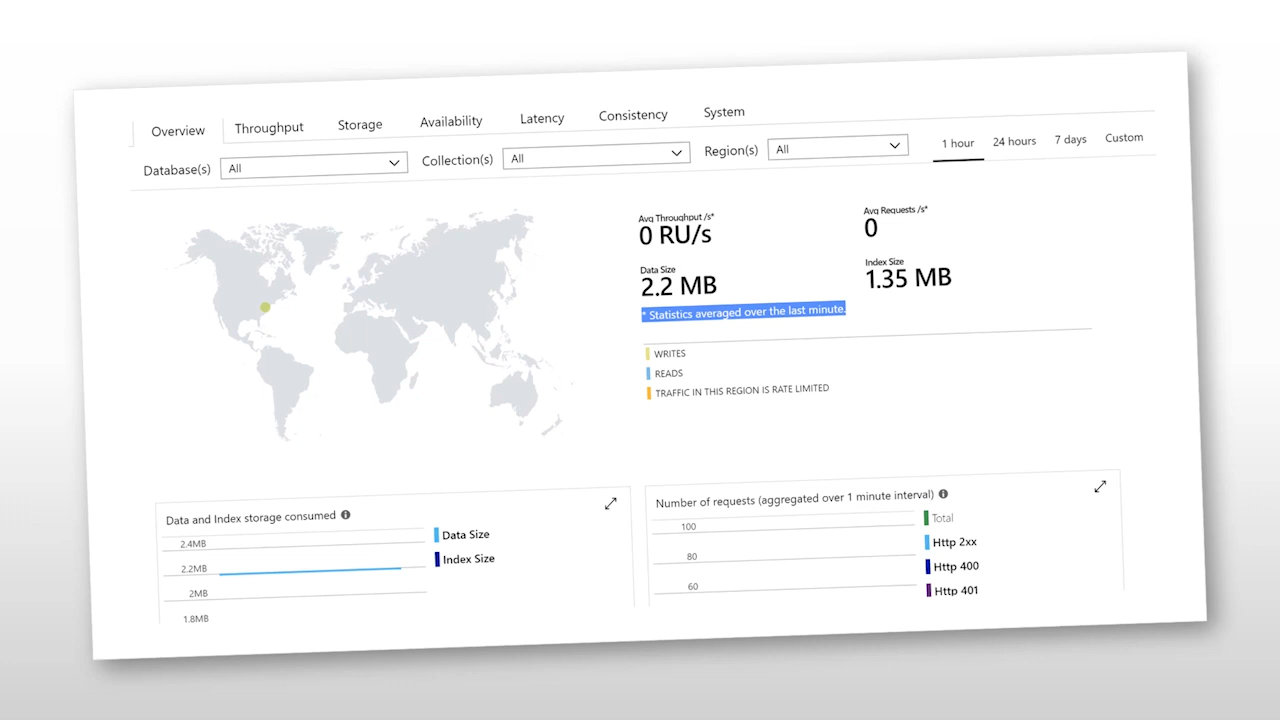 Overview Throughput Storage Availability Latency Consistency System
Database(s) All Collection(s) All Region(s) All 1 hour 24 hours 7 days Custom
Avg Throughput /s* Avg Requests /s*
0 RU/s 0
Data Size Index Size
2.2 MB 1.35 MB
* Statistics averaged over the last minute.
WRITES
READS
TRAFFIC IN THIS REGION IS RATE LIMITED
Data and Index storage consumed
2.4MB
2.2MB
2MB
1.8MB
Data Size
Index Size
Number of requests (aggregated over 1 minute interval)
100
80
60
Total
Http 2xx
Http 400
Http 401